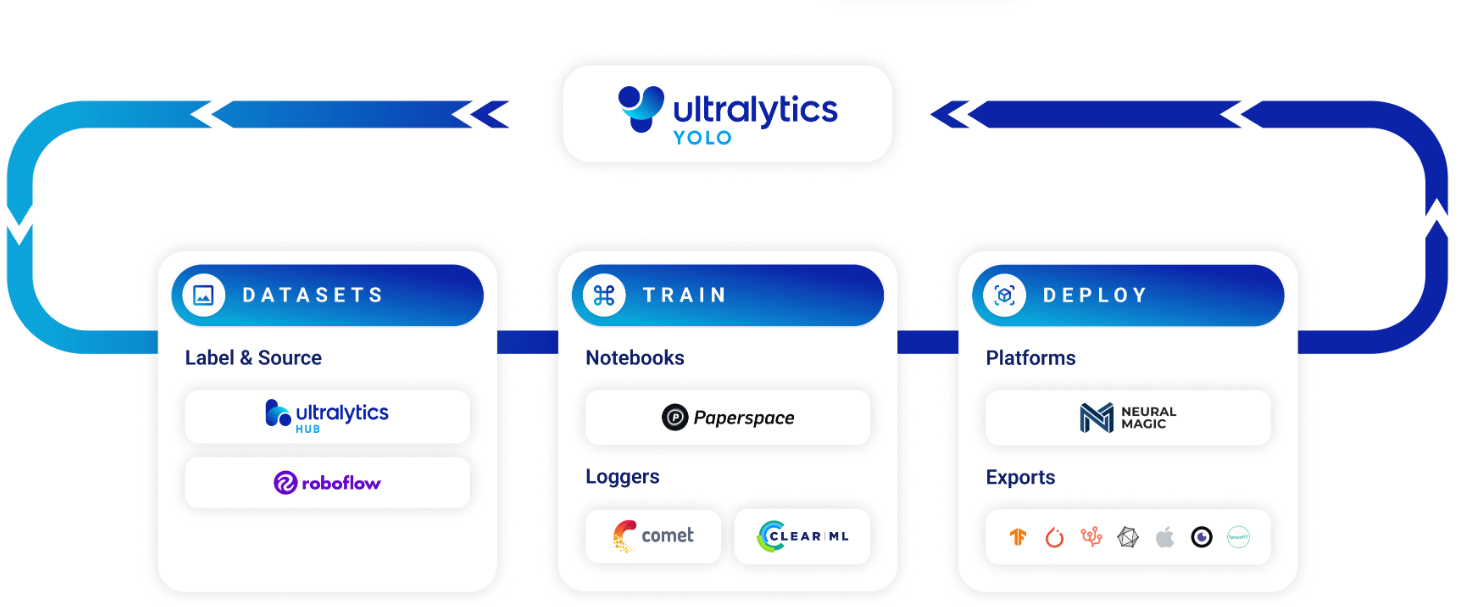 ultralytics
YOLO
DATASETS
Label & Source
ultralytics
HUB
roboflow
TRAIN
Notebooks
Paperspace
Loggers
comet
CLEAR|ML
DEPLOY
Platforms
NEURAL
MAGIC
Exports